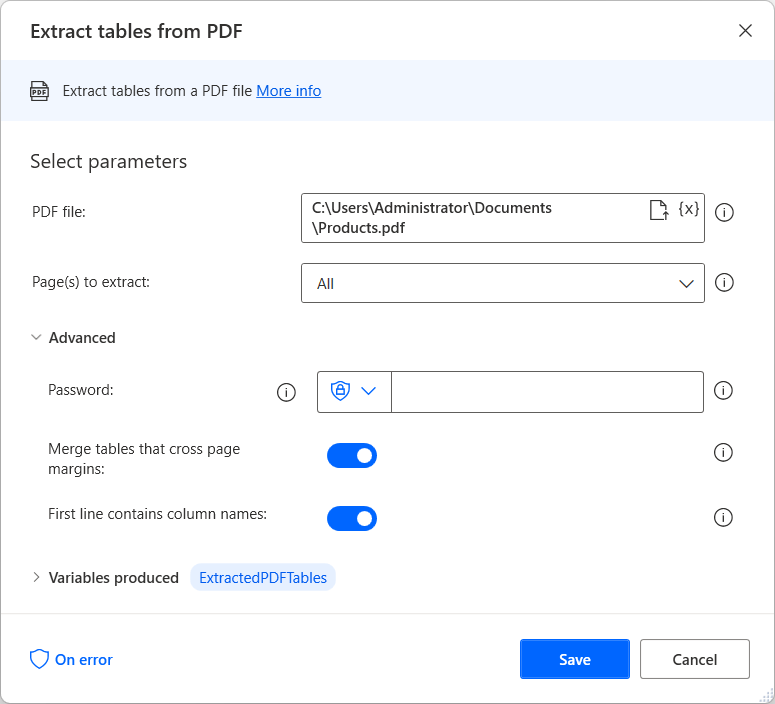 Extract tables from PDF
PDF
Extract tables from a PDF file More info
Select parameters
PDF file:
C:\Users\Administrator\Documents
\Products.pdf
{x}
Page(s) to extract:
All
Advanced
Password:
Merge tables that cross page
margins:
First line contains column names:
Variables produced ExtractedPDFTables
On error
Save
Cancel